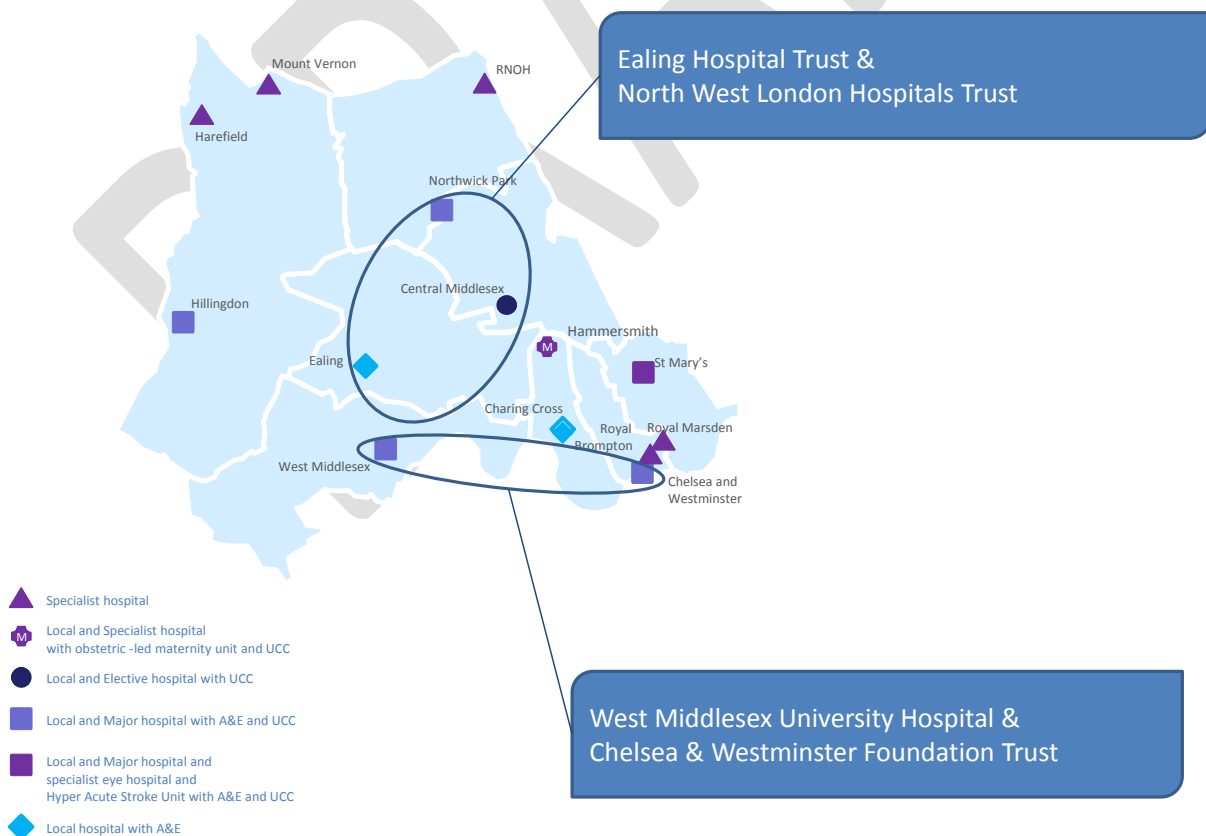 Ealing Hospital Trust &
North West London Hospitals Trust
Mount Vernon
RNOH
Harefield
Northwick Park
Central Middlesex
Hillingdon
Hammersmith
M
Ealing
St Mary's
Charing Cross
Royal
Brompton
Royal Marsden
West Middlesex
Chelsea and
Westminster
Specialist hospital
M
Local and Specialist hospital
with obstetric -led maternity unit and UCC
Local and Elective hospital with UCC
Local and Major hospital with A&E and UCC
Local and Major hospital and
specialist eye hospital and
Hyper Acute Stroke Unit with A&E and UCC
Local hospital with A&E
West Middlesex University Hospital &
Chelsea & Westminster Foundation Trust